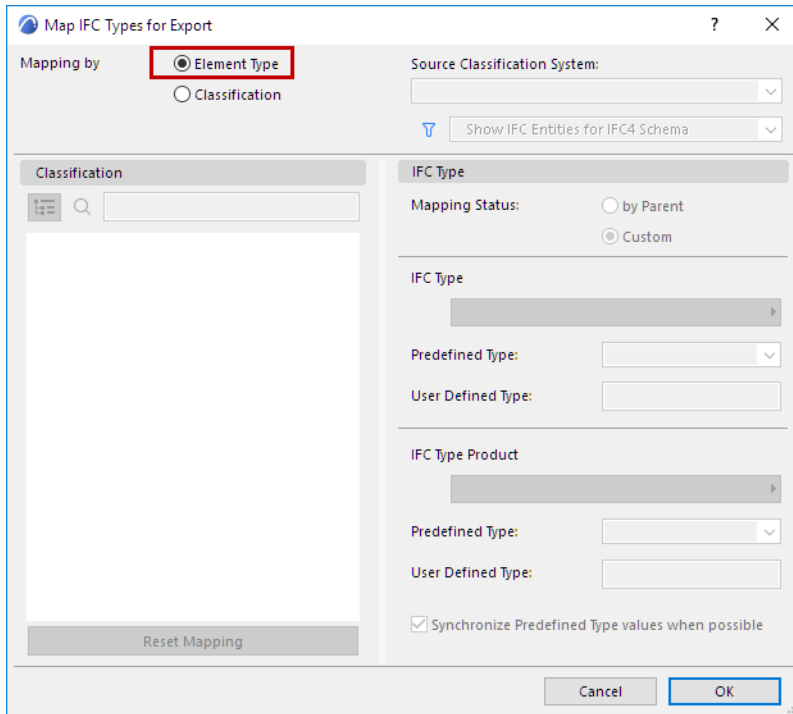 Map IFC Types for Export
?
Mapping by
Element Type
Classification
Source Classification System:
Show IFC Entities for IFC4 Schema
Classification
Reset Mapping
IFC Type
Mapping Status:
by Parent
Custom
IFC Type
Predefined Type:
User Defined Type:
IFC Type Product
Predefined Type:
User Defined Type:
Synchronize Predefined Type values when possible
Cancel
OK